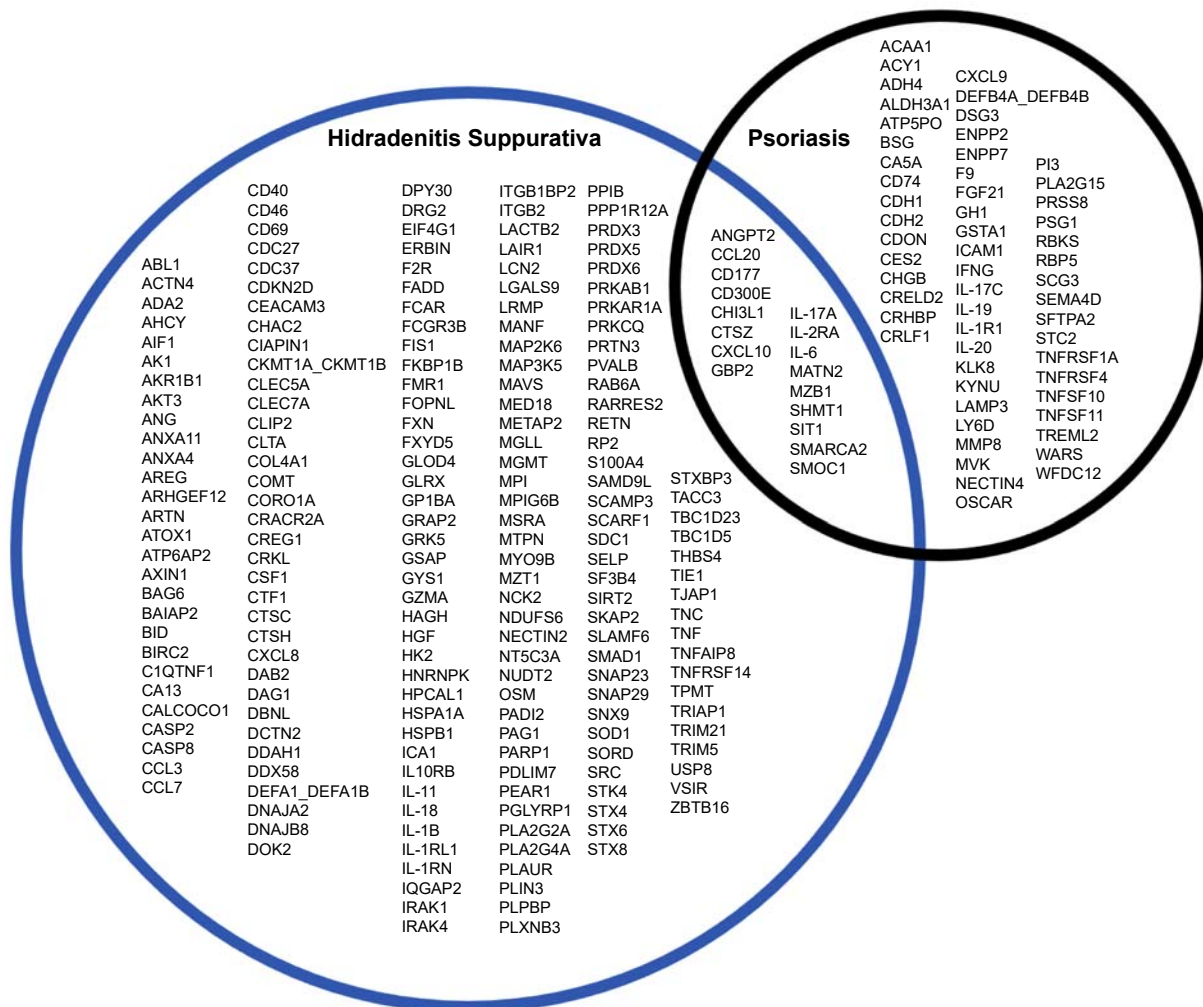 Hidradenitis Suppurativa
ABL1
ACTN4
ADA2
AHCY
AIF1
AK1
AKR1B1
AKT3
ANG
ANXA11
ANXA4
AREG
ARHGEF12
ARTN
ATOX1
ATP6AP2
AXIN1
BAG6
BAIAP2
BID
BIRC2
C1QTNF1
CA13
CALCOCO1
CASP2
CASP8
CCL3
CCL7
CD40
CD46
CD69
CDC27
CDC37
CDKN2D
CEACAM3
CHAC2
CIAPIN1
CKMT1A_CKMT1B
CLEC5A
CLEC7A
CLIP2
CLTA
COL4A1
COMT
CORO1A
CRACR2A
CREG1
CRKL
CSF1
CTF1
CTSC
CTSH
CXCL8
DAB2
DAG1
DBNL
DCTN2
DDAH1
DDX58
DEFA1_DEFA1B
DNAJA2
DNAJB8
DOK2
DPY30
DRG2
EIF4G1
ERBIN
F2R
FADD
FCAR
FCGR3B
FIS1
FKBP1B
FMR1
FOPNL
FXN
FXYD5
GLOD4
GLRX
GP1BA
GRAP2
GRK5
GSAP
GYS1
GZMA
HAGH
HGF
HK2
HNRNPK
HPCAL1
HSPA1A
HSPB1
ICA1
IL10RB
IL-11
IL-18
IL-1B
IL-1RL1
IL-1RN
IQGAP2
IRAK1
IRAK4
ITGB1BP2
ITGB2
LACTB2
LAIR1
LCN2
LGALS9
LRMP
MANF
MAP2K6
MAP3K5
MAVS
MED18
METAP2
MGLL
MGMT
MPI
MPIG6B
MSRA
MTPN
MYO9B
MZT1
NCK2
NDUFS6
NECTIN2
NT5C3A
NUDT2
OSM
PADI2
PAG1
PARP1
PDLIM7
PEAR1
PGLYRP1
PLA2G2A
PLA2G4A
PLAUR
PLIN3
PLPBP
PLXNB3
PPIB
PPP1R12A
PRDX3
PRDX5
PRDX6
PRKAB1
PRKAR1A
PRKCQ
PRTN3
PVALB
RAB6A
RARRES2
RETN
RP2
S100A4
SAMD9L
SCAMP3
SCARF1
SDC1
SELP
SF3B4
SIRT2
SKAP2
SLAMF6
SMAD1
SNAP23
SNAP29
SNX9
SOD1
SORD
SRC
STK4
STX4
STX6
STX8
STXBP3
TACC3
TBC1D23
TBC1D5
THBS4
TIE1
TJAP1
TNC
TNF
TNFAIP8
TNFRSF14
TPMT
TRIAP1
TRIM21
TRIM5
USP8
VSIR
ZBTB16
ANGPT2
CCL20
CD177
CD300E
CHI3L1
CTSZ
CXCL10
GBP2
IL-17A
IL-2RA
IL-6
MATN2
MZB1
SHMT1
SIT1
SMARCA2
SMOC1
Psoriasis
ACAA1
ACY1
ADH4
ALDH3A1
ATP5PO
BSG
CA5A
CD74
CDH1
CDH2
CDON
CES2
CHGB
CRELD2
CRHBP
CRLF1
CXCL9
DEFB4A_DEFB4B
DSG3
ENPP2
ENPP7
F9
FGF21
GH1
GSTA1
ICAM1
IFNG
IL-17C
IL-19
IL-1R1
IL-20
KLK8
KYNU
LAMP3
LY6D
MMP8
MVK
NECTIN4
OSCAR
PI3
PLA2G15
PRSS8
PSG1
RBKS
RBP5
SCG3
SEMA4D
SFTPA2
STC2
TNFRSF1A
TNFRSF4
TNFSF10
TNFSF11
TREML2
WARS
WFDC12